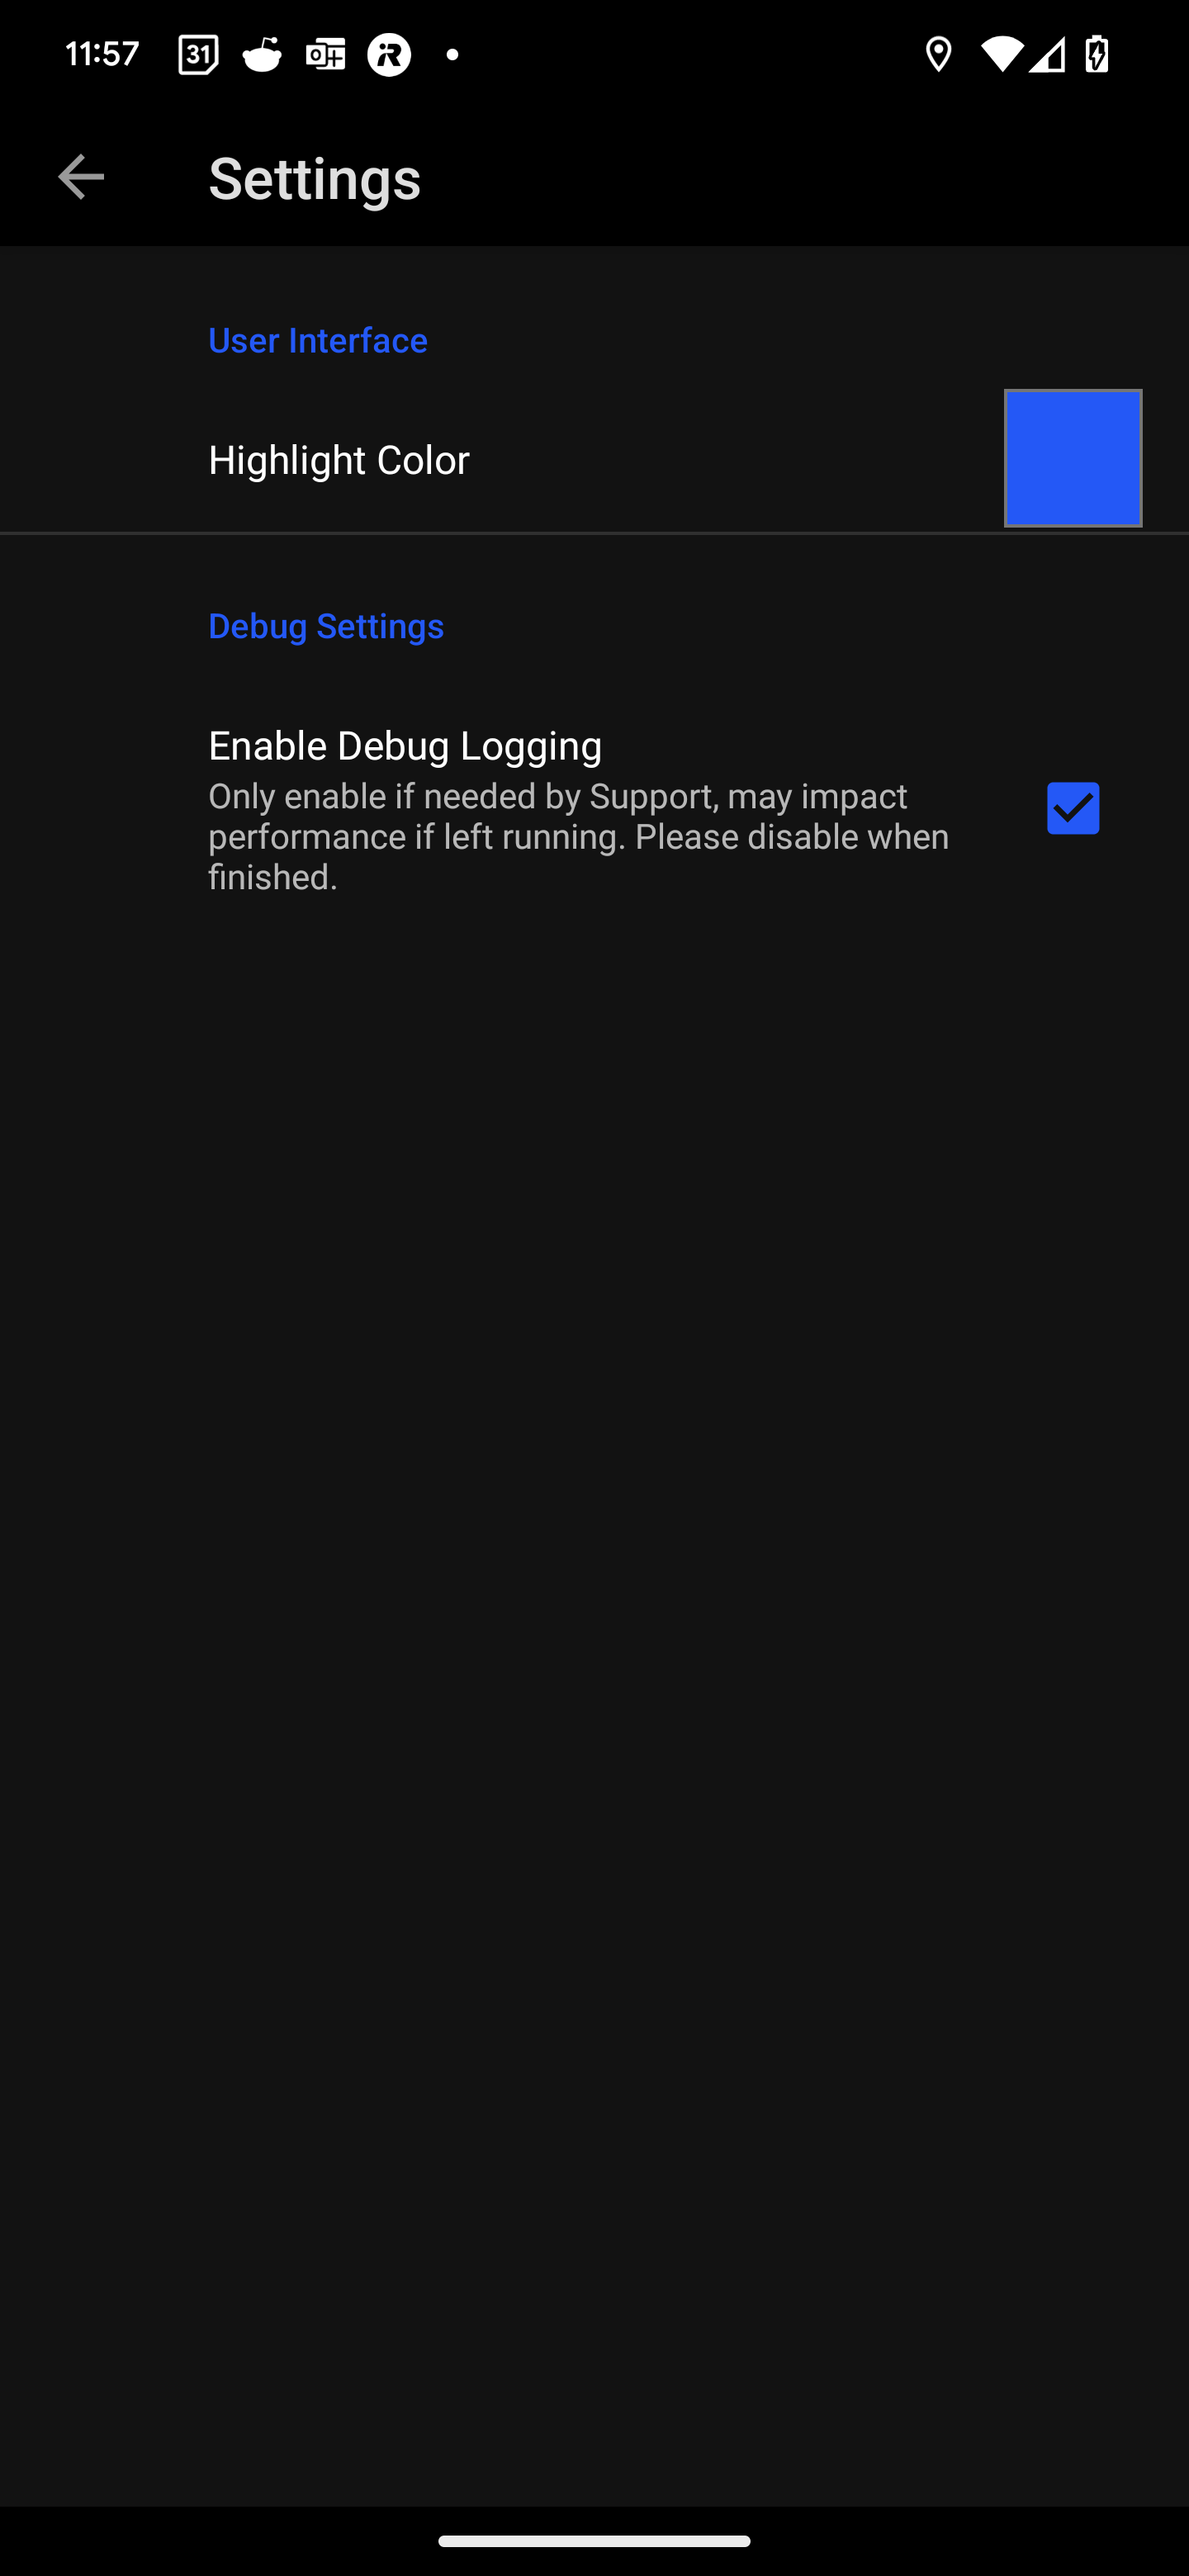 11:57 31
Settings
User Interface
Highlight Color
Debug Settings
Enable Debug Logging
Only enable if needed by Support, may impact
performance if left running. Please disable when
finished.